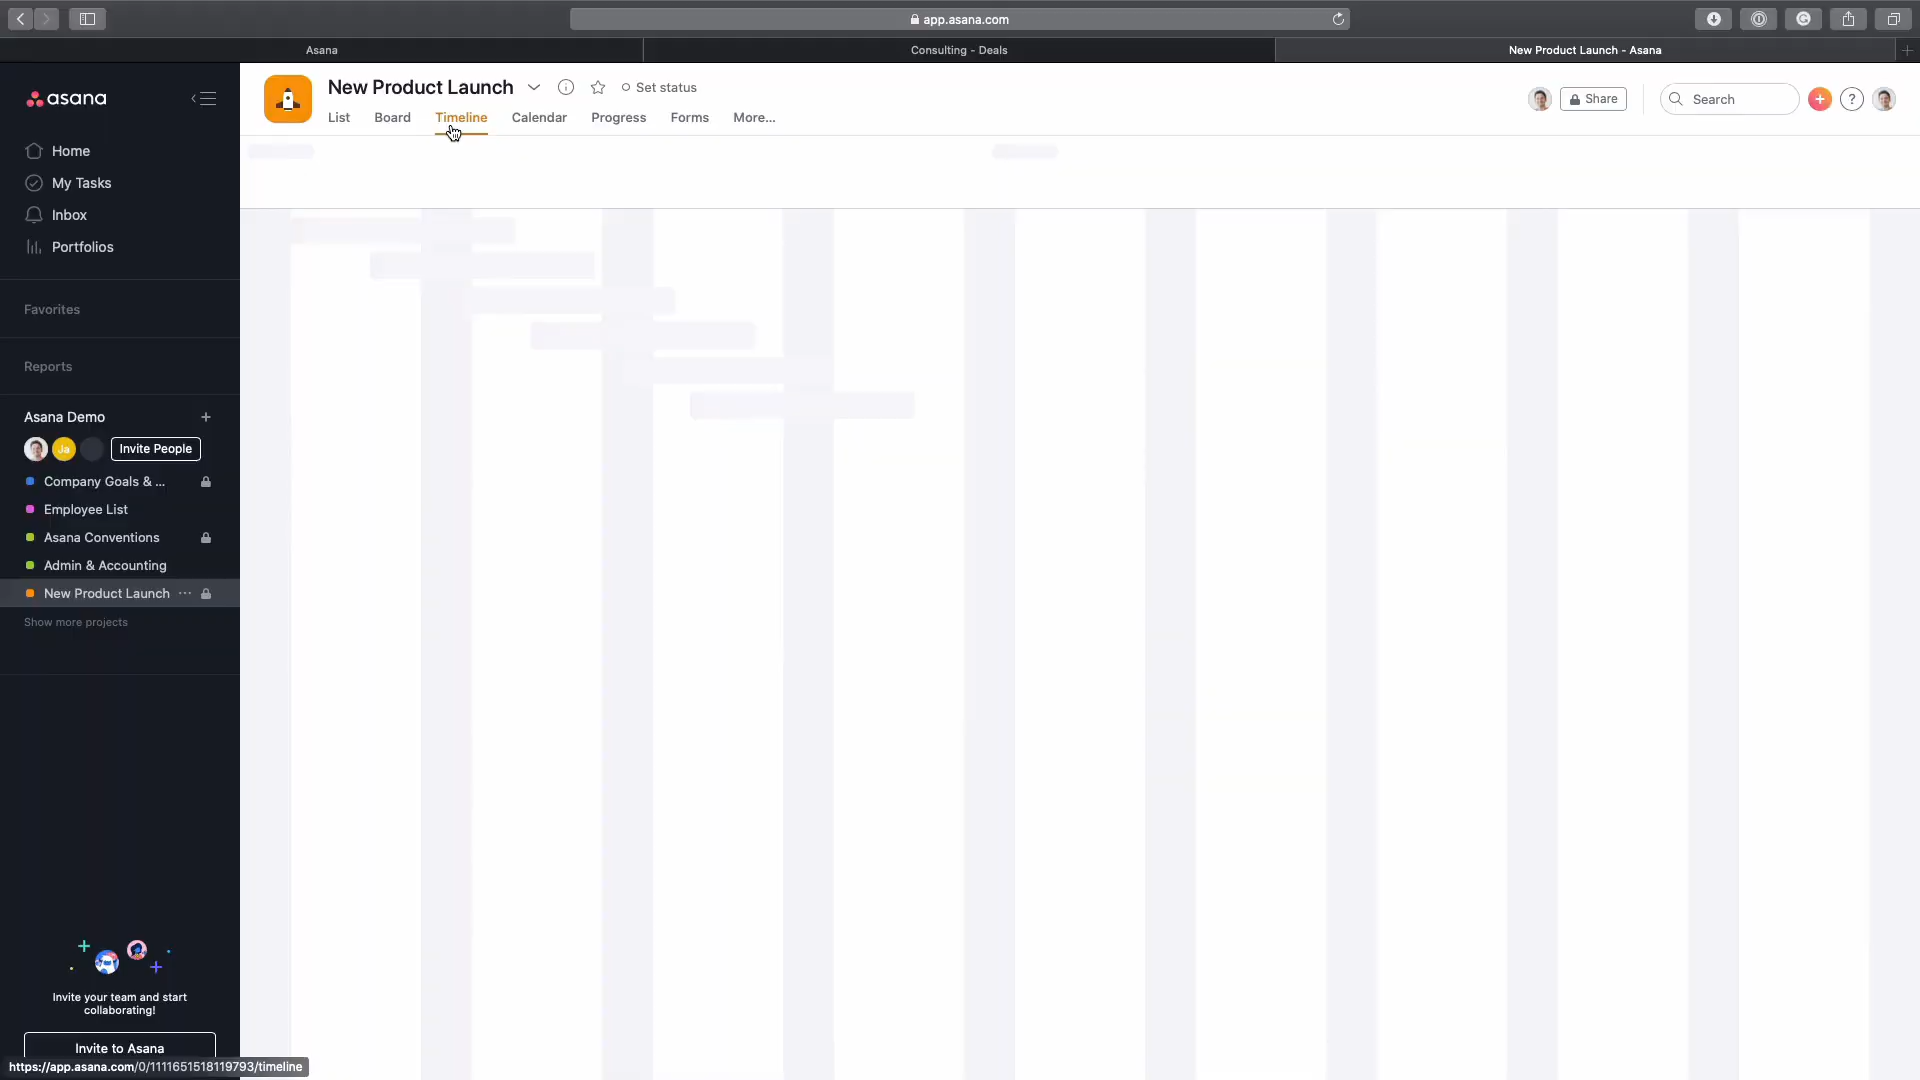 app.asana.com
Asana
Consulting - Deals
New Product Launch - Asana
asana
Home
My Tasks
Inbox
Portfolios
Favorites
Reports
Asana Demo
Ja
Invite People
Company Goals & ...
Employee List
Asana Conventions
Admin & Accounting
New Product Launch
Show more projects
Invite your team and start
collaborating!
Invite to Asana
https://app.asana.com/0/1111651518119793/timeline
New Product Launch
Set status
List
Board
Timeline
Calendar
Progress
Forms
More...
Share
Search
?